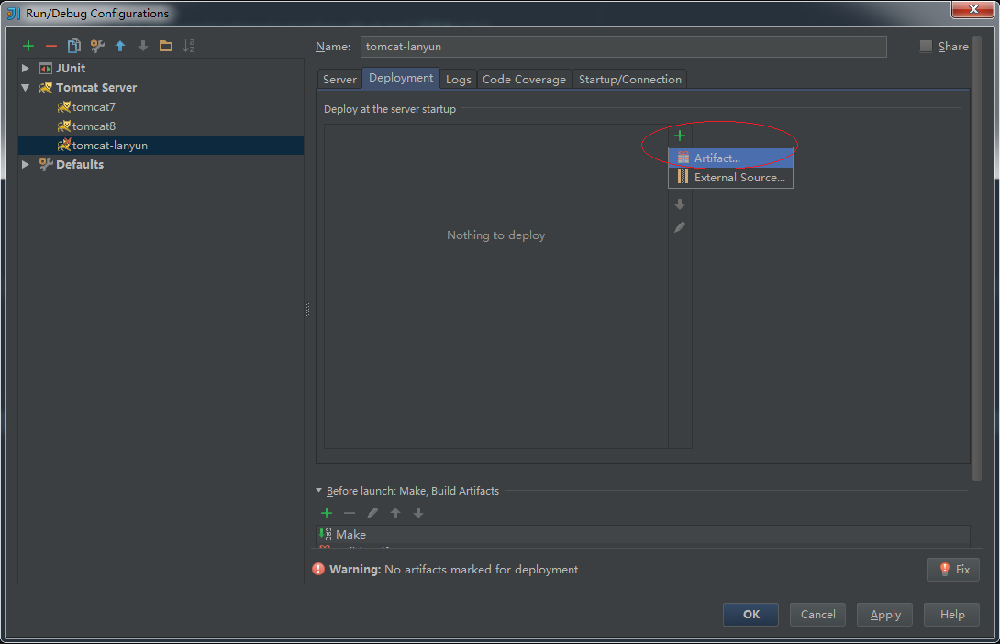 Run/Debug Configurations
Name: tomcat-lanyun
Share
JUnit
Tomcat Server
tomcat7
tomcat8
tomcat-lanyun
Defaults
Server Deployment Logs Code Coverage Startup/Connection
Deploy at the server startup
Artifact...
External Source...
Nothing to deploy
Before launch: Make, Build Artifacts
Make
Warning: No artifacts marked for deployment
Fix
OK Cancel Apply Help